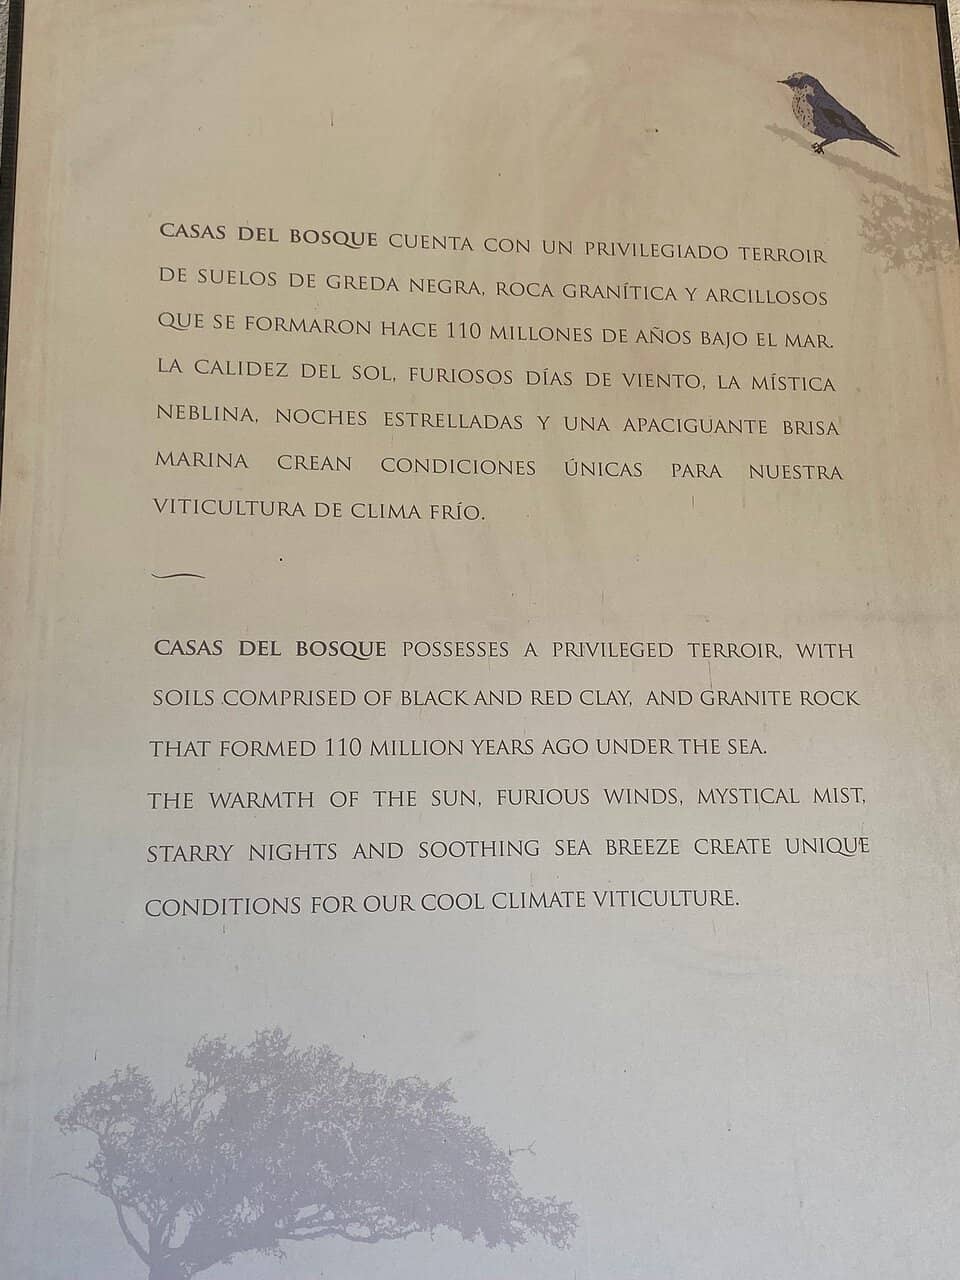 CASAS DEL BOSQUE CUENTA CON UN PRIVILEGIADO TERROIR
DE SUELOS DE GREDA NEGRA, ROCA GRANÍTICA Y ARCILLOSOS
QUE SE FORMARON HACE 110 MILLONES DE AÑOS BAJO EL MAR.
LA CALIDEZ DEL SOL, FURIOSOS DÍAS DE VIENTO, LA MÍSTICA
NEBLINA, NOCHES ESTRELLADAS Y UNA APACIGUANTE BRISA
MARINA CREAN CONDICIONES ÚNICAS PARA NUESTRA
VITICULTURA DE CLIMA FRÍO.
CASAS DEL BOSQUE POSSESSES A PRIVILEGED TERROIR, WITH
SOILS COMPRISED OF BLACK AND RED CLAY, AND GRANITE ROCK
THAT FORMED 110 MILLION YEARS AGO UNDER THE SEA.
THE WARMTH OF THE SUN, FURIOUS WINDS, MYSTICAL MIST,
STARRY NIGHTS AND SOOTHING SEA BREEZE CREATE UNIQUE
CONDITIONS FOR OUR COOL CLIMATE VITICULTURE.